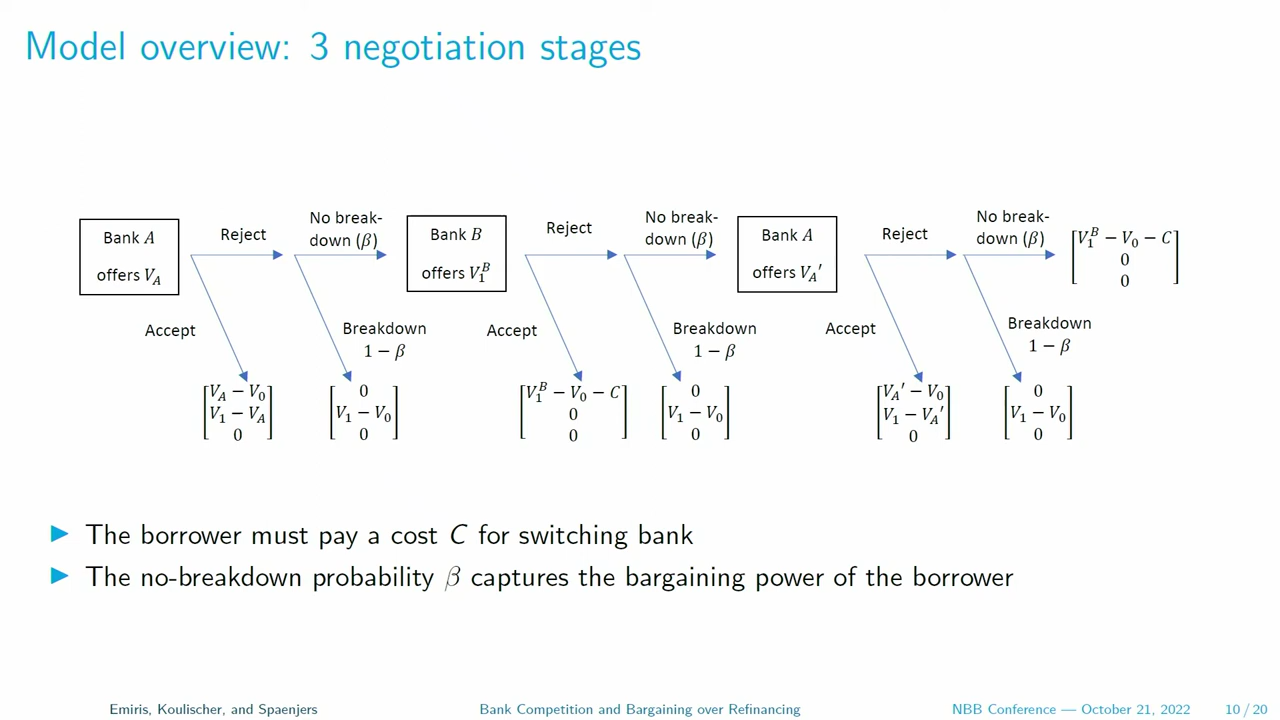 Model overview: 3 negotiation stages
Bank A
offers V_A
Reject
No break-
down (β)
Accept
Breakdown
1 − β
V_A − V_0
V_1 − V_A
0
0
V_1 − V_0
0
Bank B
offers V_1^B
Reject
No break-
down (β)
Accept
Breakdown
1 − β
V_1^B − V_0 − C
0
0
0
V_1 − V_0
0
Bank A
offers V_A′
Reject
No break-
down (β)
V_1^B − V_0 − C
0
0
Accept
Breakdown
1 − β
V_A′ − V_0
V_1 − V_A′
0
0
V_1 − V_0
0
The borrower must pay a cost C for switching bank
The no-breakdown probability β captures the bargaining power of the borrower
Emiris, Koulischer, and Spaenjers
Bank Competition and Bargaining over Refinancing
NBB Conference — October 21, 2022
10 / 20